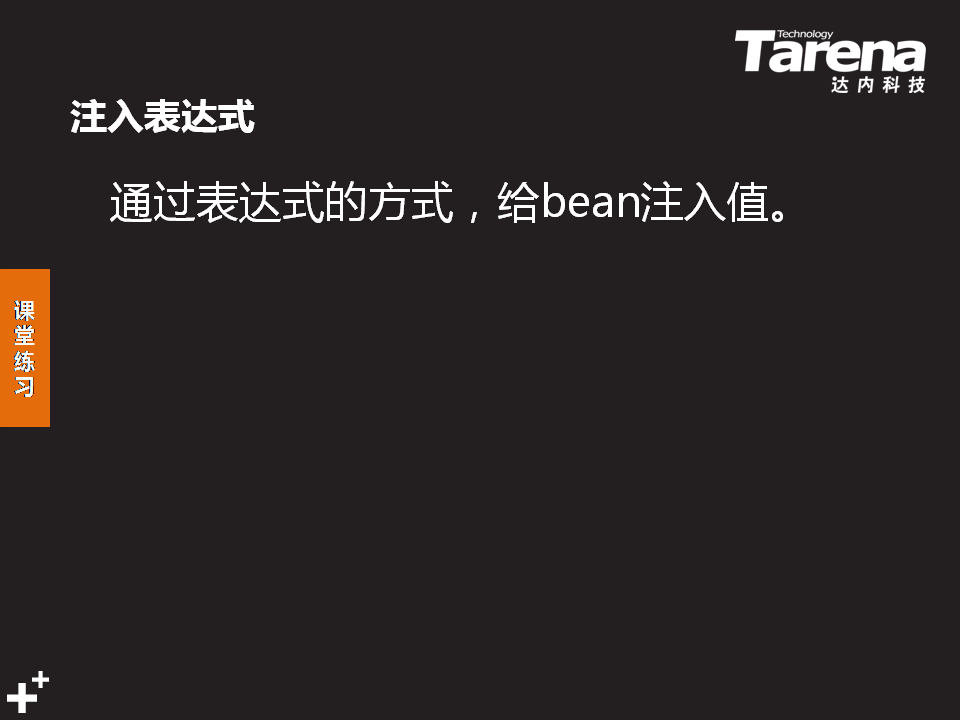 Technology
Tarena
达内科技
注入表达式
通过表达式的方式，给bean注入值。
课
堂
练
习